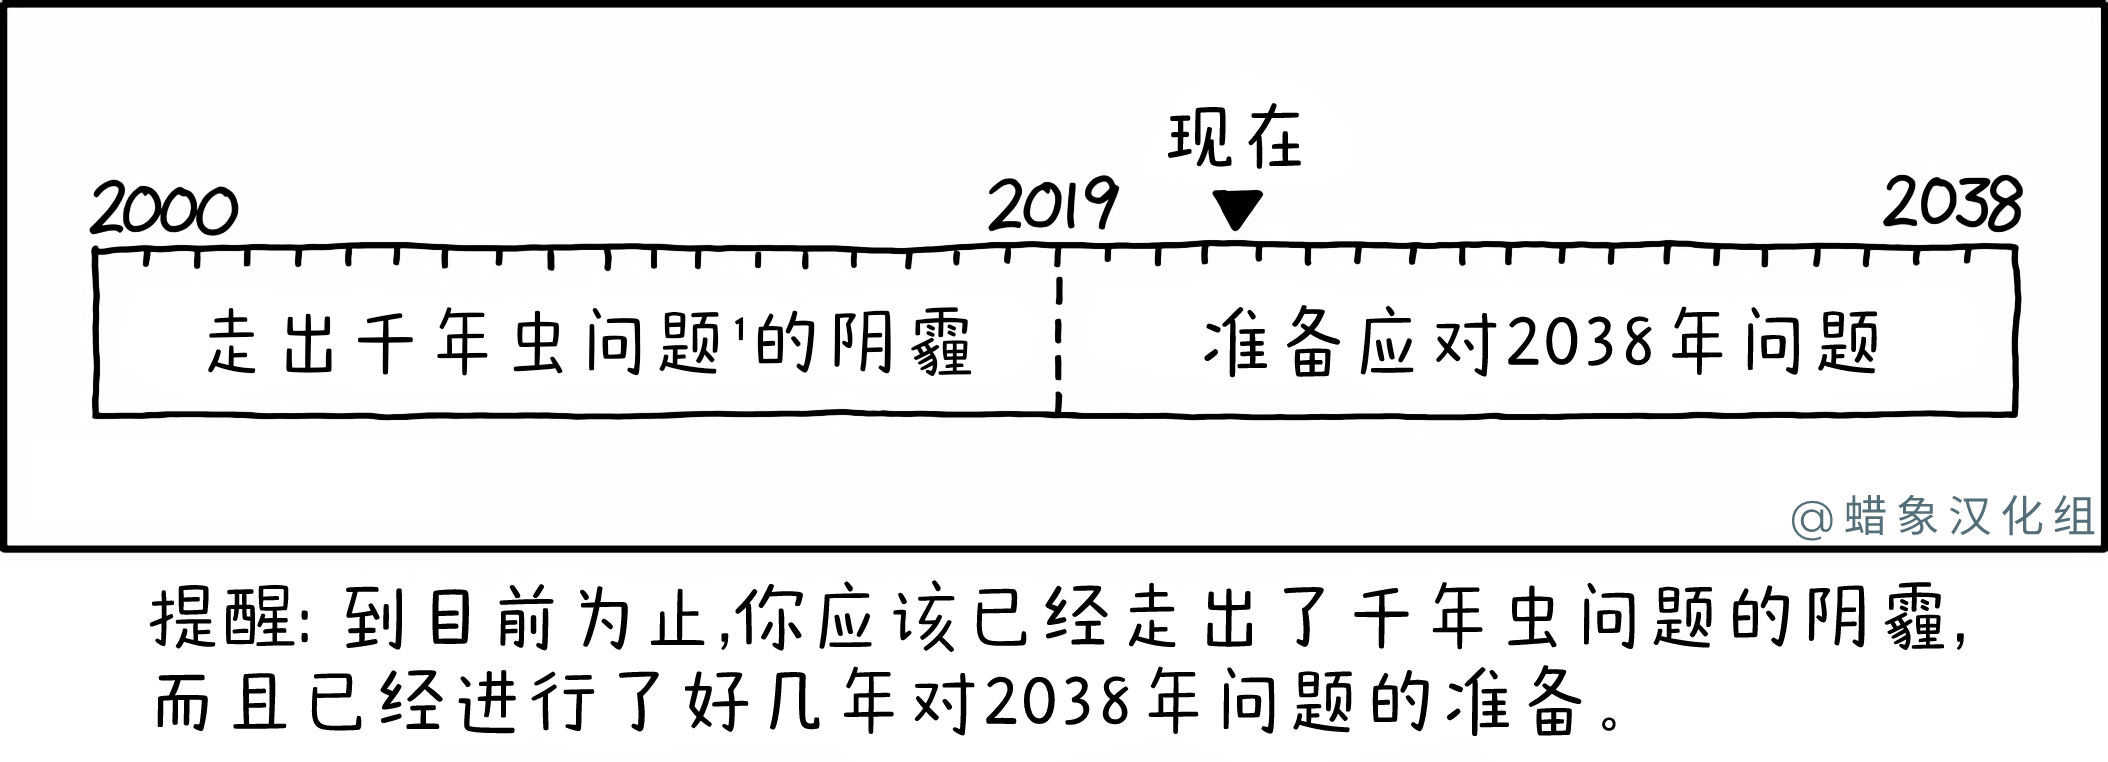 现在
2000 2019 2038
走出千年虫问题¹的阴霾 准备应对2038年问题
@蜡象汉化组
提醒: 到目前为止,你应该已经走出了千年虫问题的阴霾,
而且已经进行了好几年对2038年问题的准备。